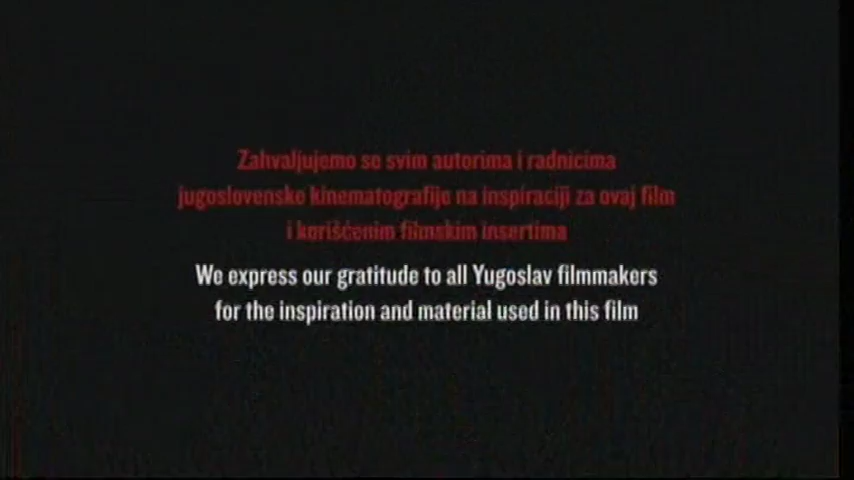 Zahvaljujemo se svim autorima i radnicima
jugoslovenske kinematografije na inspiraciji za ovaj film
i korišćenim filmskim insertima
We express our gratitude to all Yugoslav filmmakers
for the inspiration and material used in this film